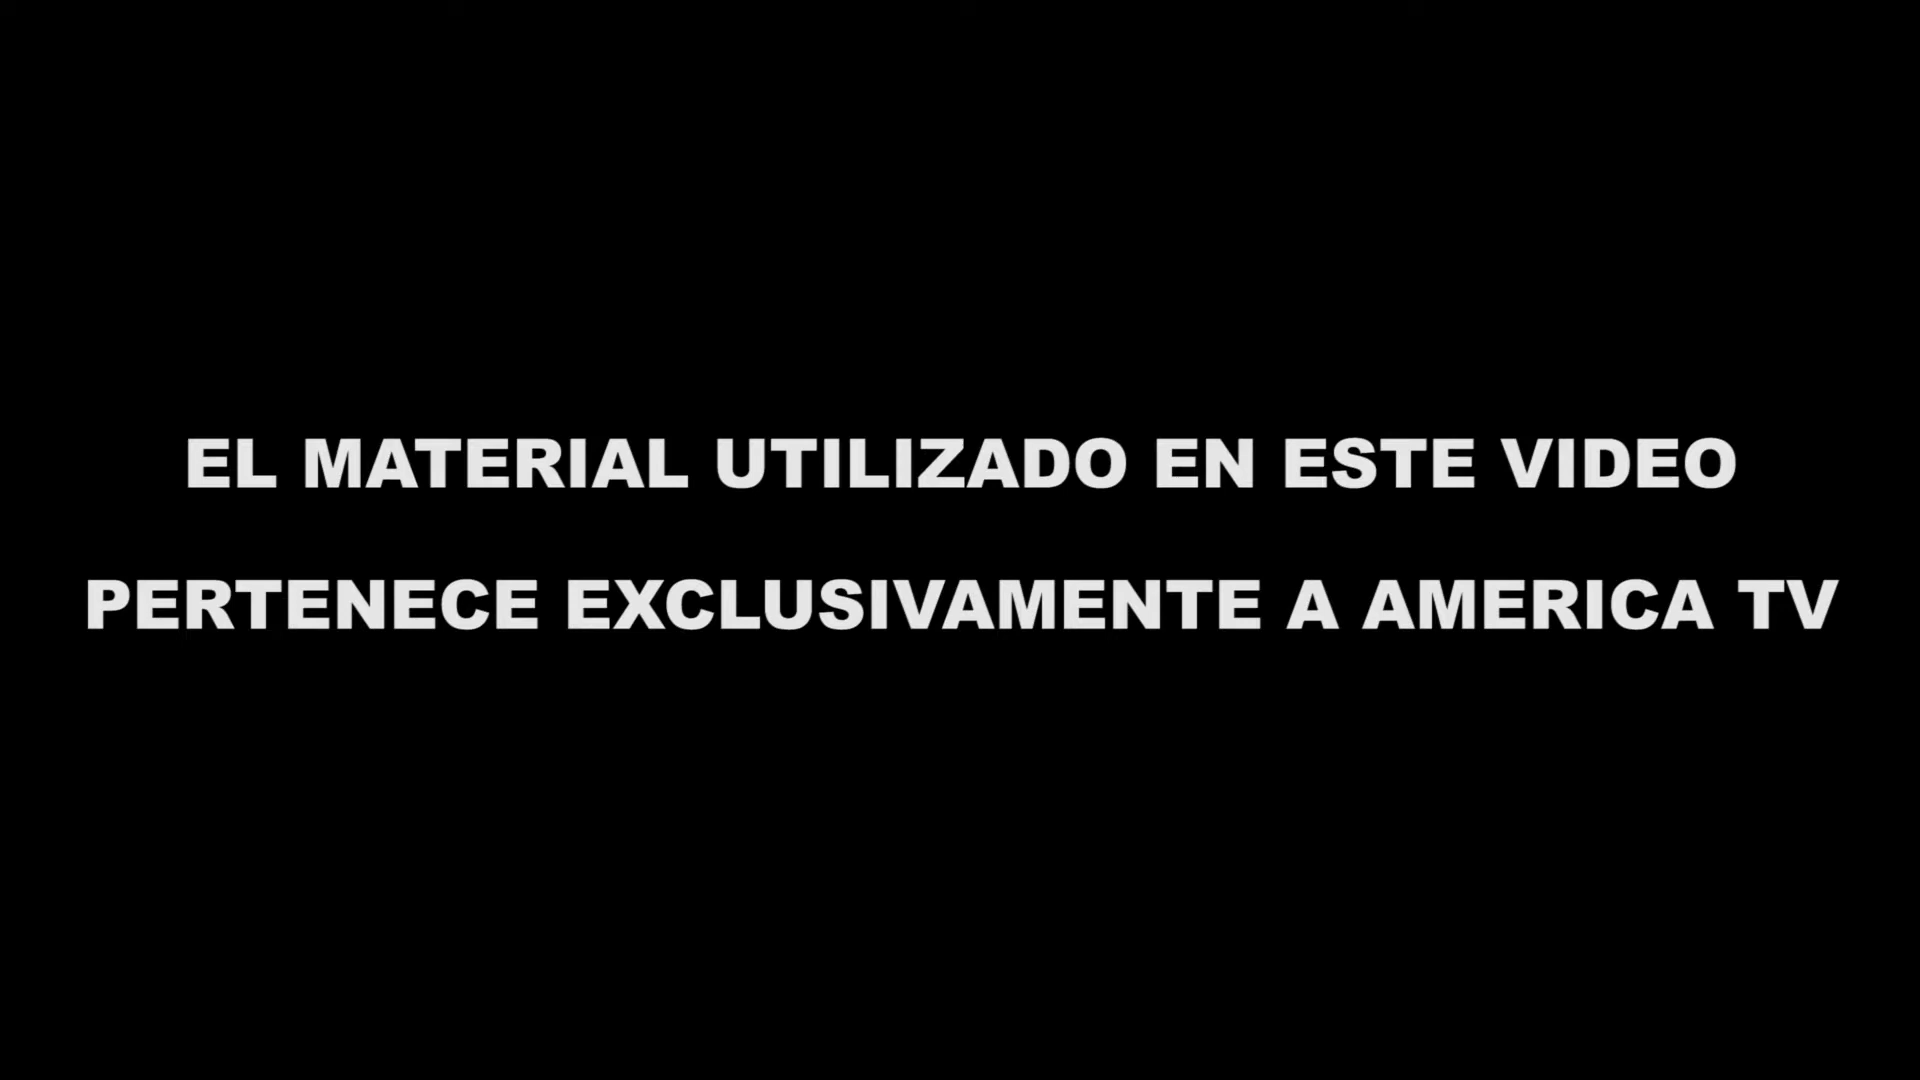 EL MATERIAL UTILIZADO EN ESTE VIDEO
PERTENECE EXCLUSIVAMENTE A AMERICA TV